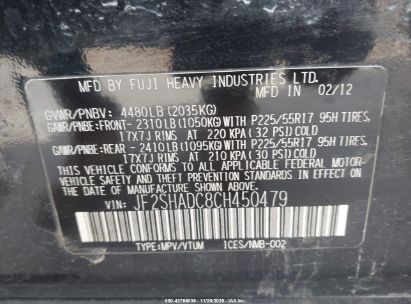 MFD BY FUJI HEAVY INDUSTRIES LTD.
IN 02/12
GVWR/PNBV: 4480LB(2035KG)
GAWR/PNBE:FRONT-2310LB(1050KG)WITH P225/55R17 95H TIRES.
17X7J RIMS AT 220 KPA(32 PSI)COLD
GAWR/PNBE:REAR -2410LB(1095KG)WITH P225/55R17 95H TIRES.
17X7J RIMS AT 210 KPA(30 PSI)COLD
THIS VEHICLE CONFORMS TO ALL APPLICABLE FEDERAL
MOTOR VEHICLE SAFETY, BUMPER, AND THEFT PREVENTION
STANDARDS IN EFFECT ON THE DATE OF MANUFACTURE SHOWN ABOVE.
VIN: JF2SHADC8CH450479
TYPE:MPV/VTUM ICES/NMB-002